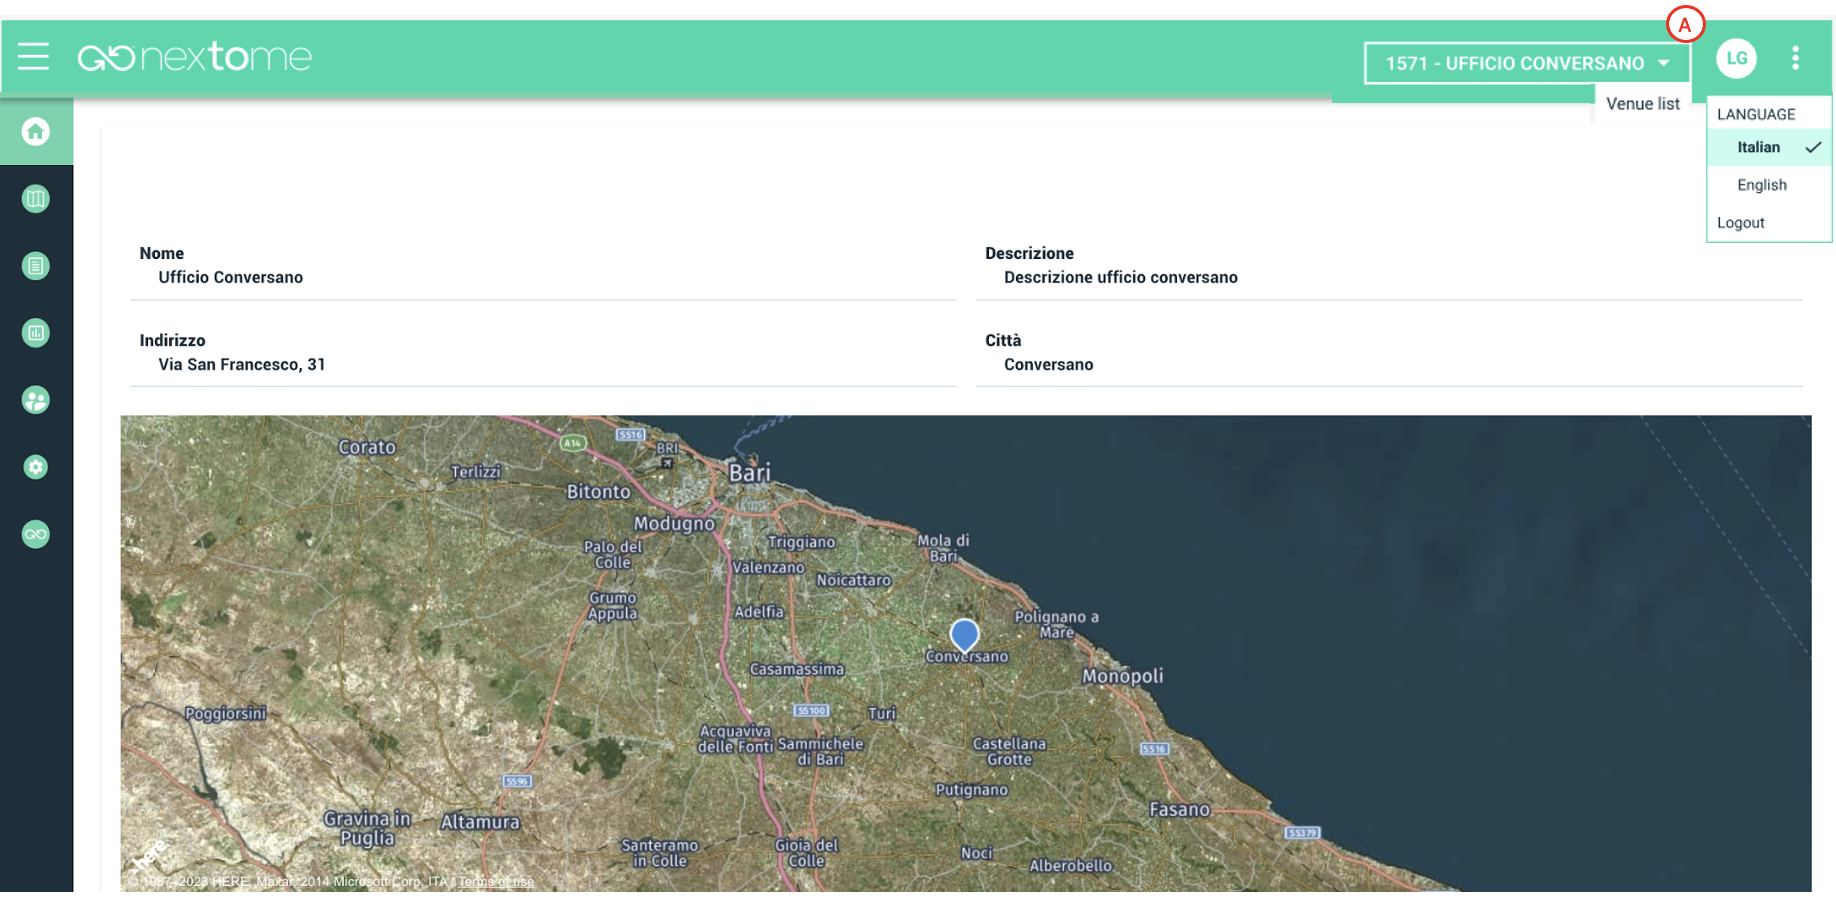 A
nextome
1571 - UFFICIO CONVERSANO
LG
Venue list
LANGUAGE
Italian
English
Logout
Nome
Ufficio Conversano
Descrizione
Descrizione ufficio conversano
Indirizzo
Via San Francesco, 31
Città
Conversano
Corato
Terlizzi
A14
SS16
BRI
Bari
Bitonto
Modugno
Palo del
Colle
Triggiano
Valenzano
Noicattaro
Mola di
Bari
Grumo
Appula
Adelfia
Polignano a
Mare
Conversano
Casamassima
Monopoli
Poggiorsini
SS100
Turi
Acquaviva
delle Fonti
Sammichele
di Bari
Castellana
Grotte
SS16
SS96
Putignano
Fasano
Gravina in
Puglia
Altamura
SS379
Santeramo
in Colle
Gioia del
Colle
Noci
Alberobello
here
© 1987–2023 HERE, Maxar, 2014 Microsoft Corp, ITA | Terms of use